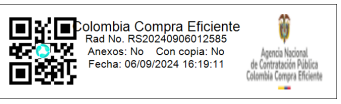 Colombia Compra Eficiente
Rad No. RS20240906012585
Anexos: No Con copia: No
Fecha: 06/09/2024 16:19:11
Agencia Nacional
de Contratación Pública
Colombia Compra Eficiente